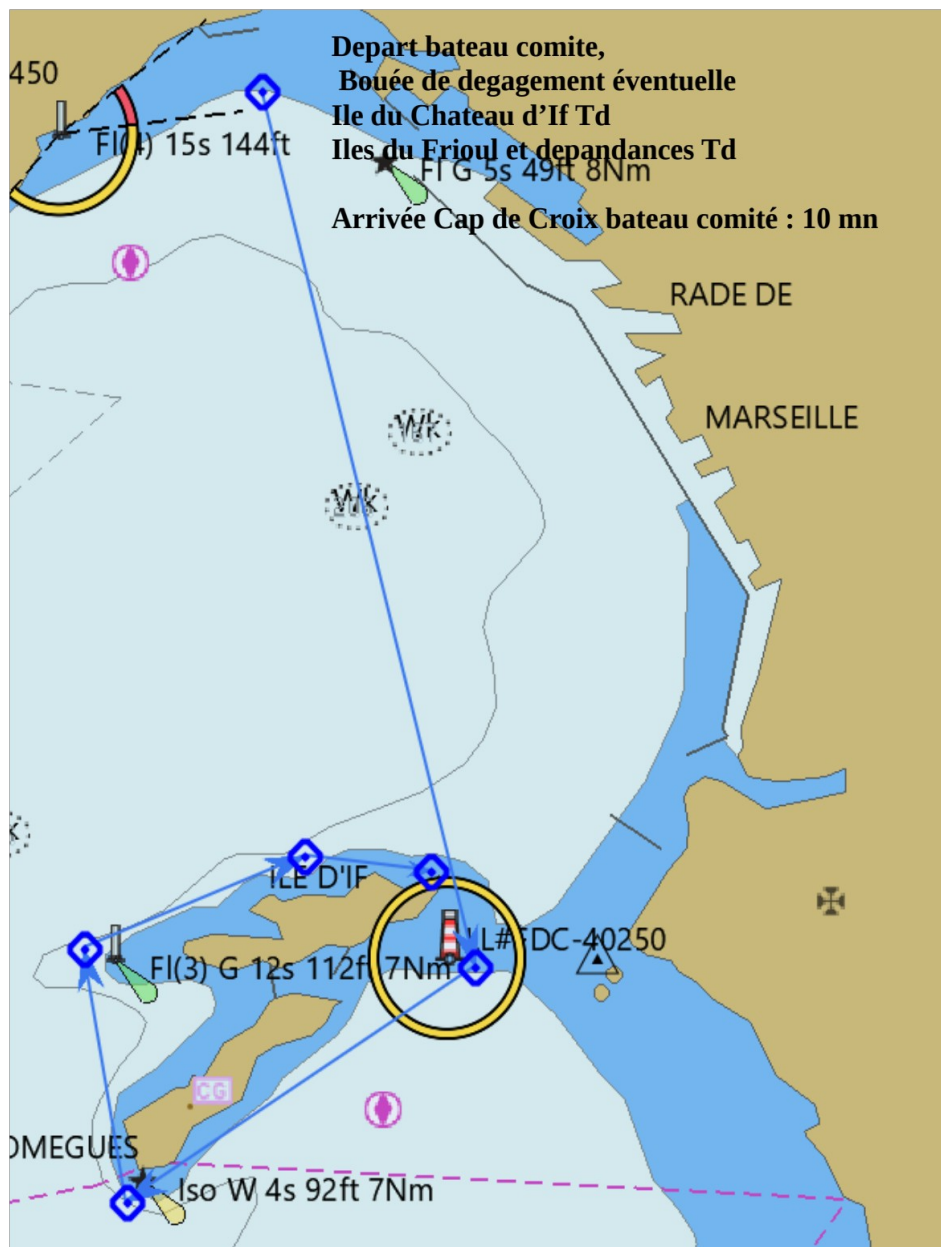 Depart bateau comite,
Bouée de degagement éventuelle
Ile du Chateau d’If Td
Iles du Frioul et depandances Td
Arrivée Cap de Croix bateau comité : 10 mn
450
Fl(4) 15s 144ft
Fl G 5s 49ft 8Nm
RADE DE
MARSEILLE
Wk
Wk
ILE D'IF
Fl(3) G 12s 112ft 7Nm
EDC-40250
CG
OMEGUES
Iso W 4s 92ft 7Nm